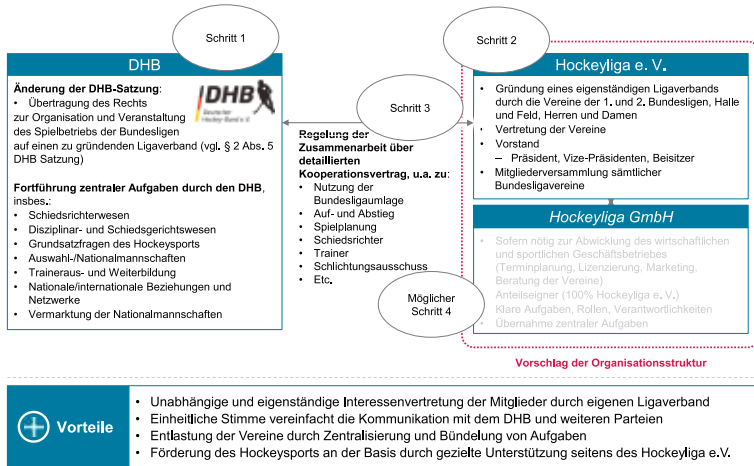 Schritt 1
DHB
Änderung der DHB-Satzung:
• Übertragung des Rechts
zur Organisation und Veranstaltung
des Spielbetriebs der Bundesligen
auf einen zu gründenden Ligaverband (vgl. § 2 Abs. 5
DHB Satzung)
DHB
Deutscher
Hockey-Bund e.V.
Fortführung zentraler Aufgaben durch den DHB,
insbes.:
• Schiedsrichterwesen
• Disziplinar- und Schiedsgerichtswesen
• Grundsatzfragen des Hockeysports
• Auswahl-/Nationalmannschaften
• Traineraus- und Weiterbildung
• Nationale/internationale Beziehungen und
Netzwerke
• Vermarktung der Nationalmannschaften
Schritt 3
Regelung der
Zusammenarbeit über
detaillierten
Kooperationsvertrag, u.a. zu:
• Nutzung der
Bundesligaumlage
• Auf- und Abstieg
• Spielplanung
• Schiedsrichter
• Trainer
• Schlichtungsausschuss
• Etc.
Schritt 2
Hockeyliga e. V.
• Gründung eines eigenständigen Ligaverbands
durch die Vereine der 1. und 2. Bundesligen, Halle
und Feld, Herren und Damen
• Vertretung der Vereine
• Vorstand
– Präsident, Vize-Präsidenten, Beisitzer
• Mitgliederversammlung sämtlicher
Bundesligavereine
Hockeyliga GmbH
• Sofern nötig zur Abwicklung des wirtschaftlichen
und sportlichen Geschäftsbetriebes
(Terminplanung, Lizenzierung, Marketing,
Beratung der Vereine)
Anteilseigner (100% Hockeyliga e. V.)
Klare Aufgaben, Rollen, Verantwortlichkeiten
• Übernahme zentraler Aufgaben
Möglicher
Schritt 4
Vorschlag der Organisationsstruktur
Vorteile
• Unabhängige und eigenständige Interessenvertretung der Mitglieder durch eigenen Ligaverband
• Einheitliche Stimme vereinfacht die Kommunikation mit dem DHB und weiteren Parteien
• Entlastung der Vereine durch Zentralisierung und Bündelung von Aufgaben
• Förderung des Hockeysports an der Basis durch gezielte Unterstützung seitens des Hockeyliga e.V.